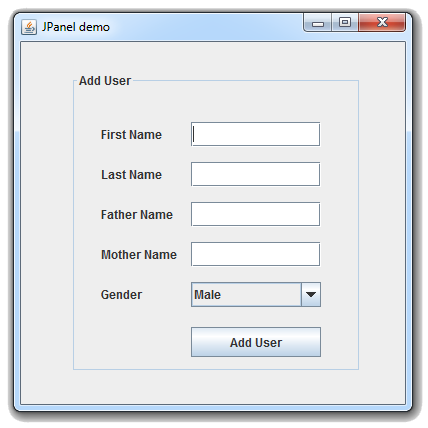 JPanel demo
Add User
First Name
Last Name
Father Name
Mother Name
Gender Male
Add User